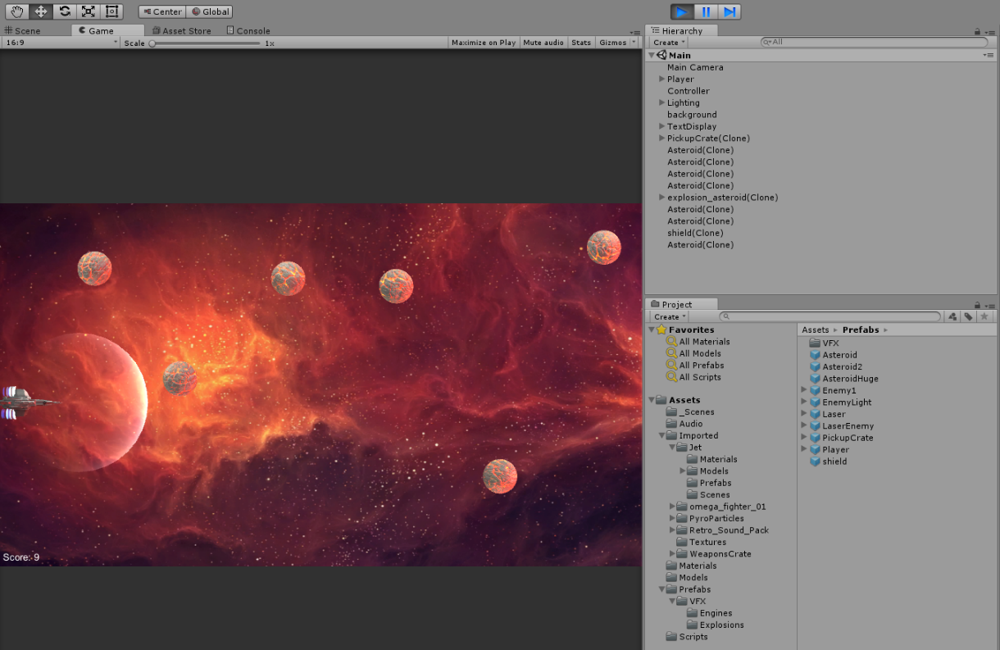 Center Global
Scene Game Asset Store Console
16:9 Scale 1x Maximize on Play Mute audio Stats Gizmos
Score: 9
Hierarchy
Create All
Main
Main Camera
Player
Controller
Lighting
background
TextDisplay
PickupCrate(Clone)
Asteroid(Clone)
Asteroid(Clone)
Asteroid(Clone)
Asteroid(Clone)
explosion_asteroid(Clone)
Asteroid(Clone)
Asteroid(Clone)
shield(Clone)
Asteroid(Clone)
Project
Create
Favorites
All Materials
All Models
All Prefabs
All Scripts
Assets
_Scenes
Audio
Imported
Jet
Materials
Models
Prefabs
Scenes
omega_fighter_01
PyroParticles
Retro_Sound_Pack
Textures
WeaponsCrate
Materials
Models
Prefabs
VFX
Engines
Explosions
Scripts
Assets Prefabs
VFX
Asteroid
Asteroid2
AsteroidHuge
Enemy1
EnemyLight
Laser
LaserEnemy
PickupCrate
Player
shield